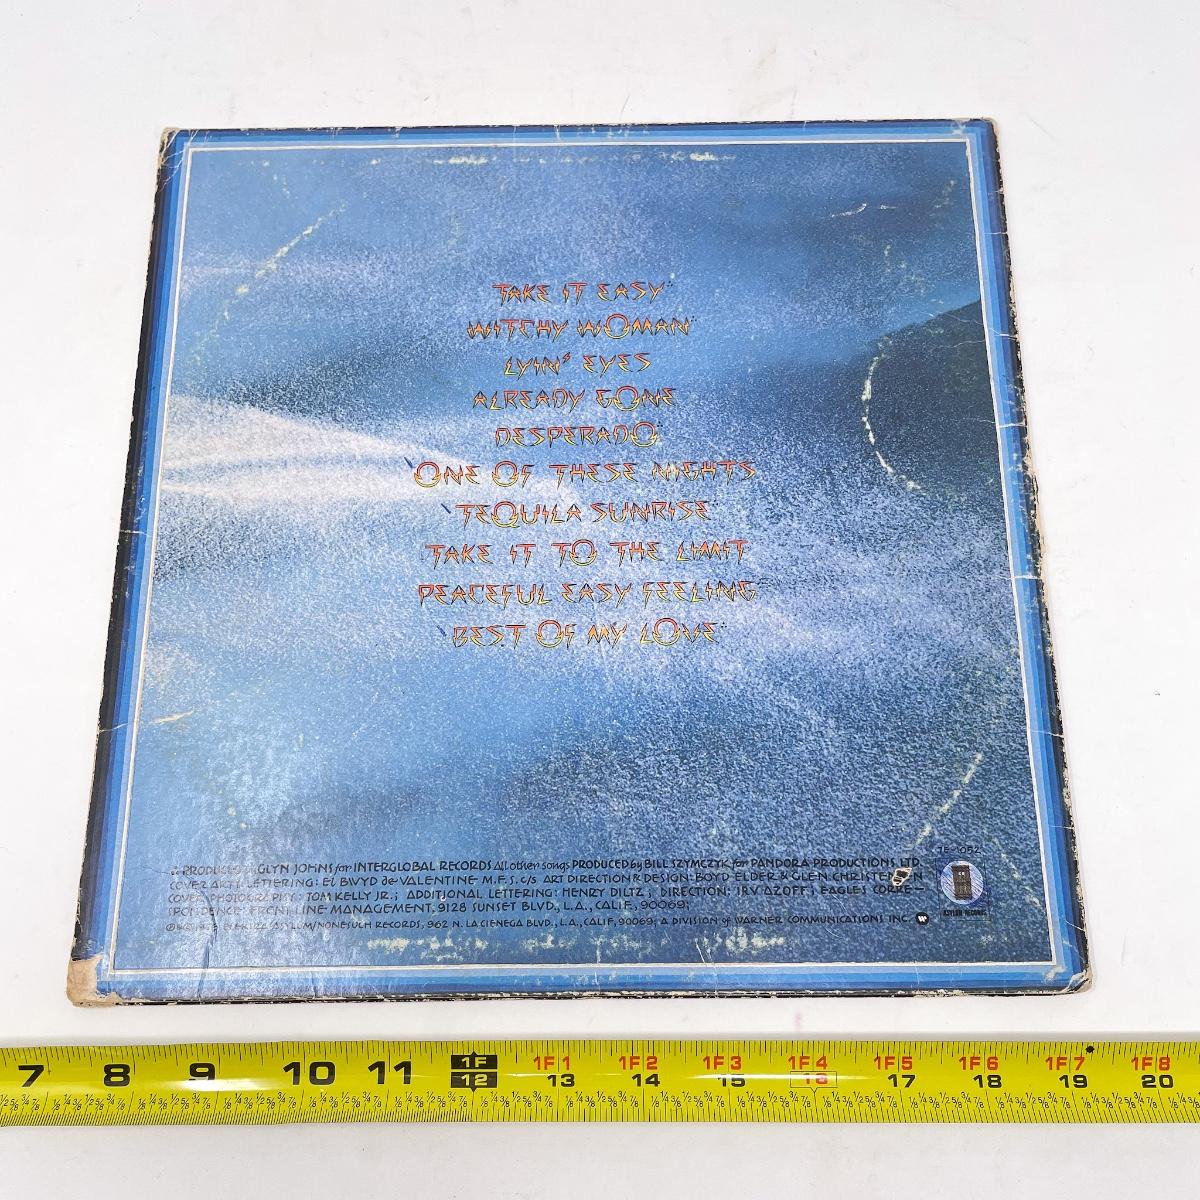 TAKE IT EASY*
WITCHY WOMAN*
LYIN' EYES
ALREADY GONE
DESPERADO*
ONE OF THESE NIGHTS
TEQUILA SUNRISE*
TAKE IT TO THE LIMIT
PEACEFUL EASY FEELING*
BEST OF MY LOVE*
PRODUCED GLYN JOHNS for INTERGLOBAL RECORDS All other songs PRODUCED by BILL SZYMCZYK for PANDORA PRODUCTIONS LTD.
COVER ART & LETTERING: EL BWYD de VALENTINE M.F.S. c/s ART DIRECTION & DESIGN: BOYD ELDER & GLEN CHRISTENSEN
COVER PHOTOGRAPHY: TOM KELLY JR.; ADDITIONAL LETTERING: HENRY DILTZ; DIRECTION: IRV AZOFF; EAGLES CORRE-
SPONDENCE: FRONT LINE MANAGEMENT, 9128 SUNSET BLVD., L.A., CALIF., 90069;
ELEKTRA/ASYLUM/NONESUCH RECORDS, 962 N. LA CIENEGA BLVD., L.A., CALIF, 90069; A DIVISION of WARNER COMMUNICATIONS INC.
7E-1052
ASYLUM RECORDS
1F 1F1 1F2 1F3 1F4 1F5 1F6 1F7 1F8
7 8 9 10 11 12 13 14 15 16 17 18 19 20